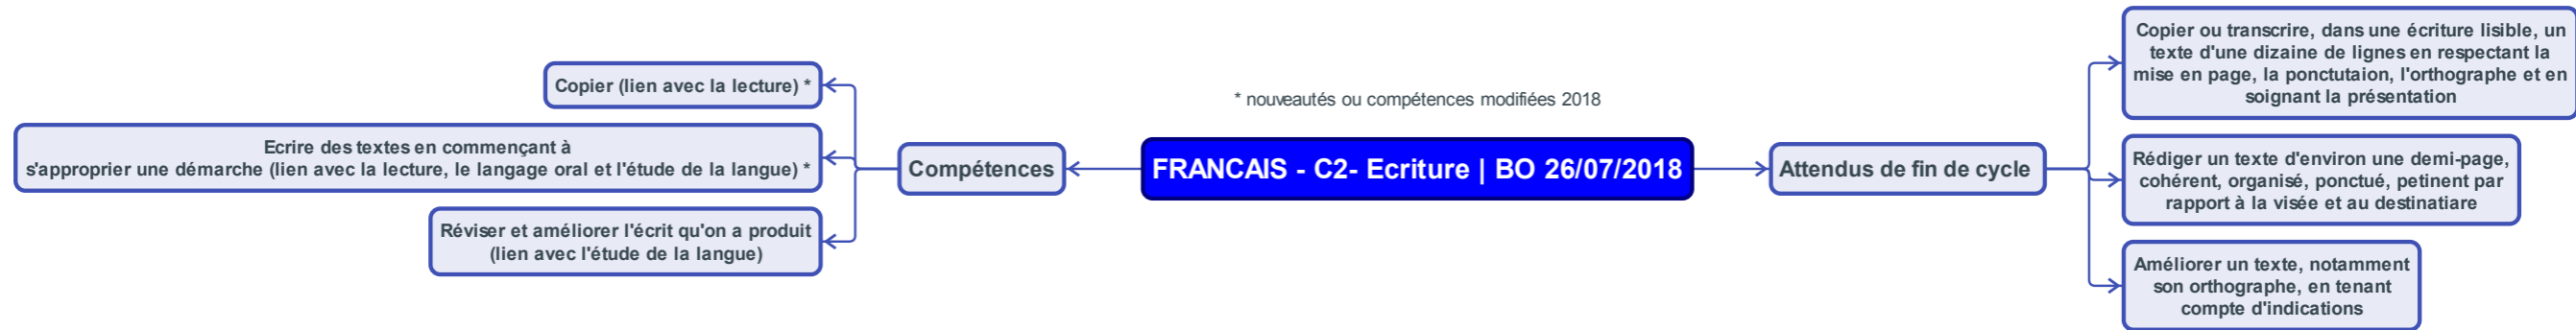 Copier (lien avec la lecture) *
Ecrire des textes en commençant à
s'approprier une démarche (lien avec la lecture, le langage oral et l'étude de la langue) *
Réviser et améliorer l'écrit qu'on a produit
(lien avec l'étude de la langue)
Compétences
* nouveautés ou compétences modifiées 2018
FRANCAIS - C2- Ecriture | BO 26/07/2018
Attendus de fin de cycle
Copier ou transcrire, dans une écriture lisible, un
texte d'une dizaine de lignes en respectant la
mise en page, la ponctutaion, l'orthographe et en
soignant la présentation
Rédiger un texte d'environ une demi-page,
cohérent, organisé, ponctué, petinent par
rapport à la visée et au destinatiare
Améliorer un texte, notamment
son orthographe, en tenant
compte d'indications